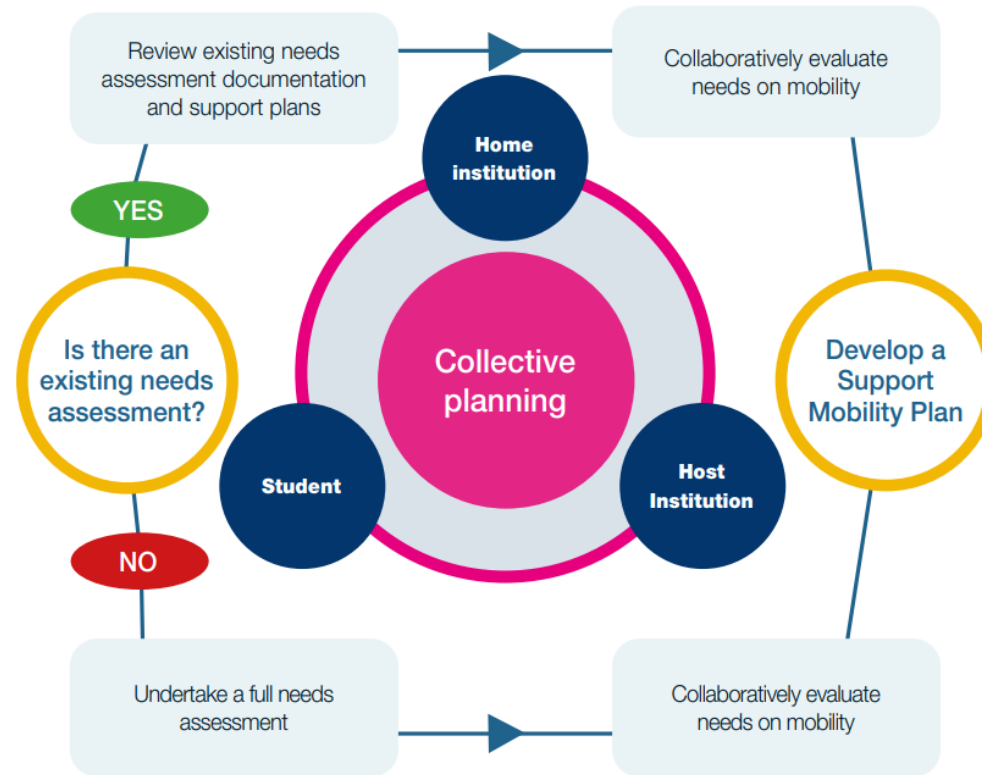 Review existing needs
assessment documentation
and support plans
Collaboratively evaluate
needs on mobility
Home
institution
YES
Is there an
existing needs
assessment?
Collective
planning
Develop a
Support
Mobility Plan
Student
Host
Institution
NO
Undertake a full needs
assessment
Collaboratively evaluate
needs on mobility